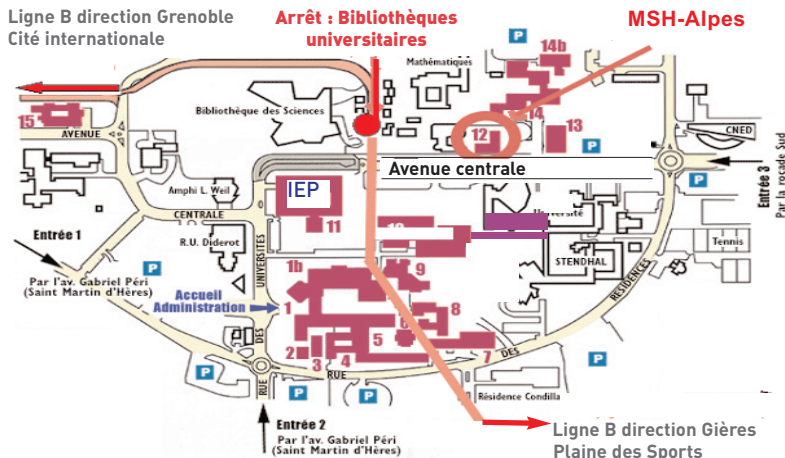 Ligne B direction Grenoble
Cité internationale
Arrêt : Bibliothèques
universitaires
MSH-Alpes
P
14b
Mathématiques
Bibliothèque des Sciences
15
AVENUE
14
12
13
P
CNED
Avenue centrale
Entrée 3
Par la rocade Sud
Amphi L. Weil
IEP
P
CENTRALE
11
Université
Entrée 1
R.U. Diderot
UNIVERSITES
Tennis
STENDHAL
P
1b
9
Par l'av. Gabriel Péri
(Saint Martin d'Hères)
RESIDENCES
Accueil
Administration
1
8
6
5
DES
2
3
4
7
DES
P
RUE
P
P
P
P
RUE
Résidence Condilla
Entrée 2
Par l'av. Gabriel Péri
(Saint Martin d'Hères)
Ligne B direction Gières
Plaine des Sports